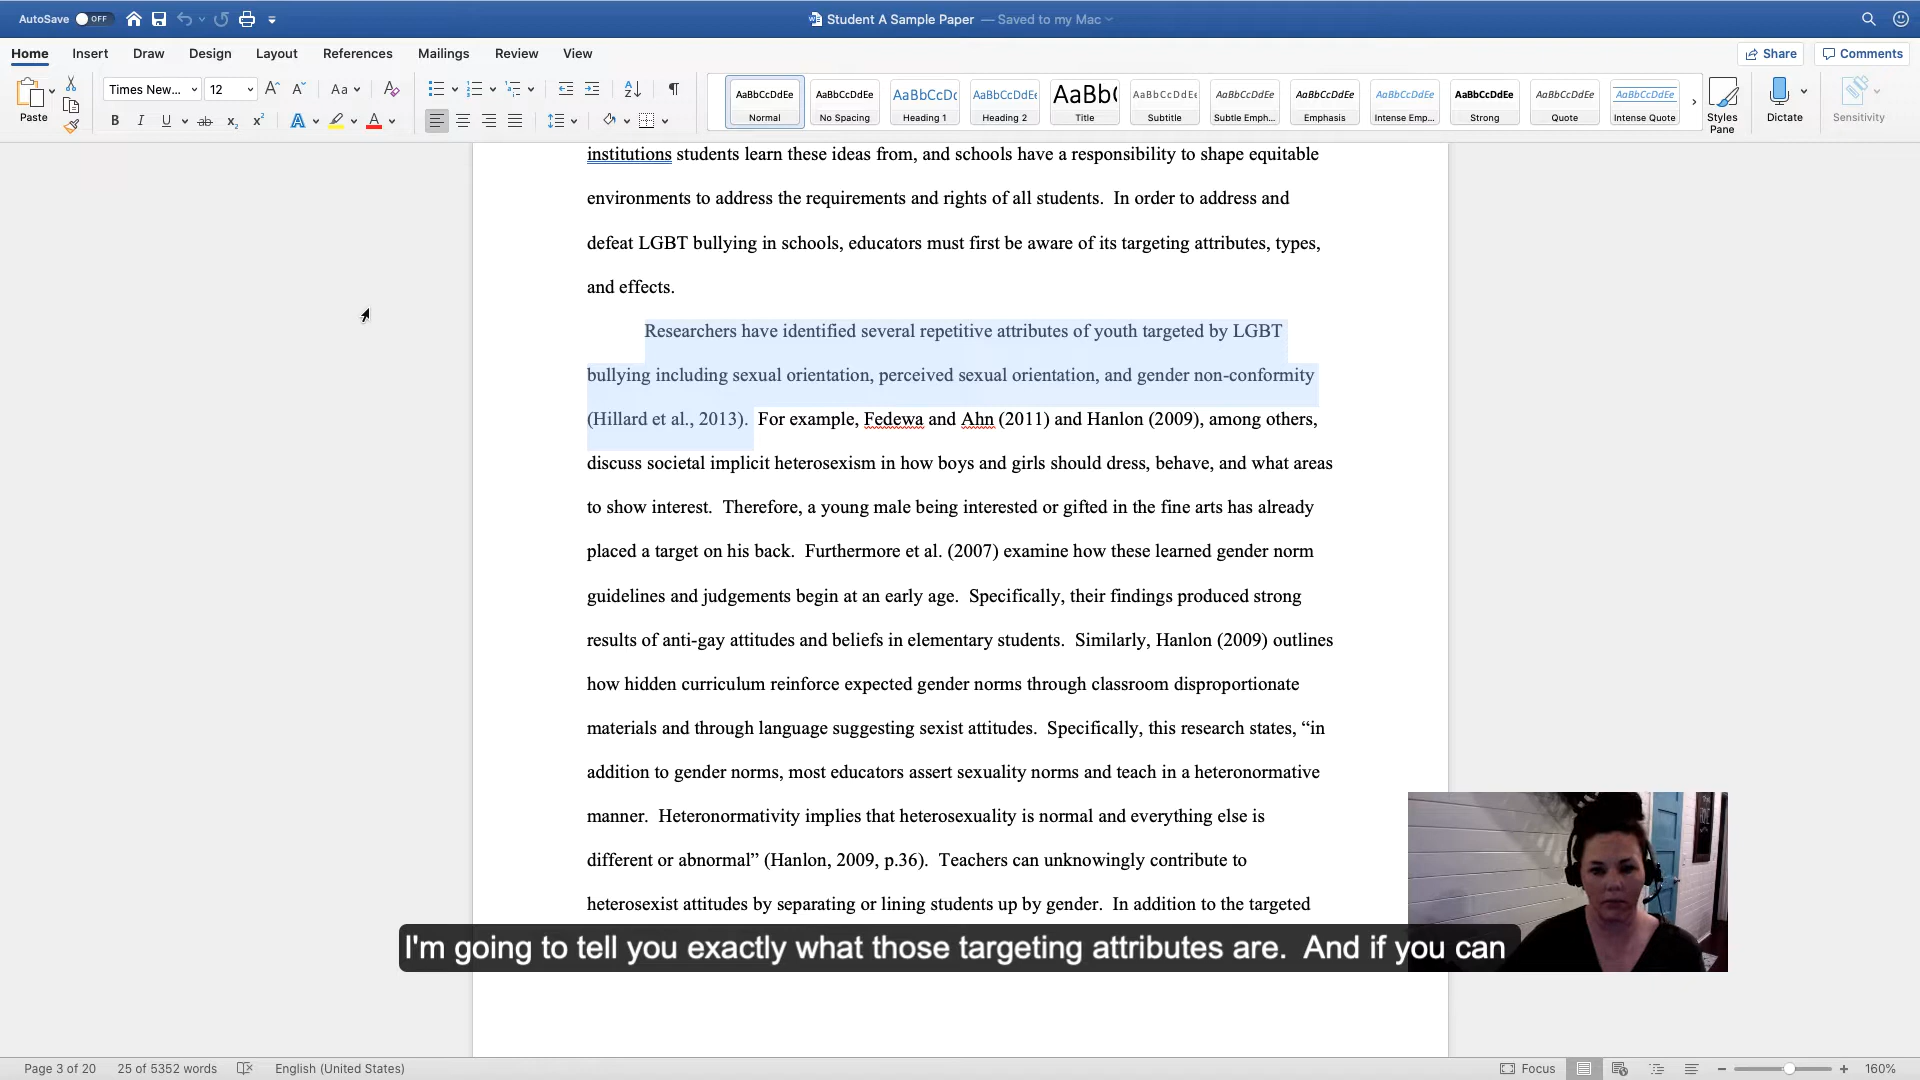 AutoSave OFF
Student A Sample Paper — Saved to my Mac
Home Insert Draw Design Layout References Mailings Review View
Share Comments
Paste
Times New... 12 Aa
B I U ab x₂ x² A A
AaBbCcDdEe AaBbCcDdEe AaBbCcDc AaBbCcDdEe AaBb( AaBbCcDdEe AaBbCcDdEe AaBbCcDdEe AaBbCcDdEe AaBbCcDdEe AaBbCcDdEe AaBbCcDdEe
Normal No Spacing Heading 1 Heading 2 Title Subtitle Subtle Emph... Emphasis Intense Emp... Strong Quote Intense Quote
Styles Pane
Dictate
Sensitivity
institutions students learn these ideas from, and schools have a responsibility to shape equitable
environments to address the requirements and rights of all students.  In order to address and
defeat LGBT bullying in schools, educators must first be aware of its targeting attributes, types,
and effects.
Researchers have identified several repetitive attributes of youth targeted by LGBT
bullying including sexual orientation, perceived sexual orientation, and gender non-conformity
(Hillard et al., 2013).  For example, Fedewa and Ahn (2011) and Hanlon (2009), among others,
discuss societal implicit heterosexism in how boys and girls should dress, behave, and what areas
to show interest.  Therefore, a young male being interested or gifted in the fine arts has already
placed a target on his back.  Furthermore et al. (2007) examine how these learned gender norm
guidelines and judgements begin at an early age.  Specifically, their findings produced strong
results of anti-gay attitudes and beliefs in elementary students.  Similarly, Hanlon (2009) outlines
how hidden curriculum reinforce expected gender norms through classroom disproportionate
materials and through language suggesting sexist attitudes.  Specifically, this research states, “in
addition to gender norms, most educators assert sexuality norms and teach in a heteronormative
manner.  Heteronormativity implies that heterosexuality is normal and everything else is
different or abnormal” (Hanlon, 2009, p.36).  Teachers can unknowingly contribute to
heterosexist attitudes by separating or lining students up by gender.  In addition to the targeted
I'm going to tell you exactly what those targeting attributes are.  And if you can
Page 3 of 20 25 of 5352 words English (United States)
Focus 160%